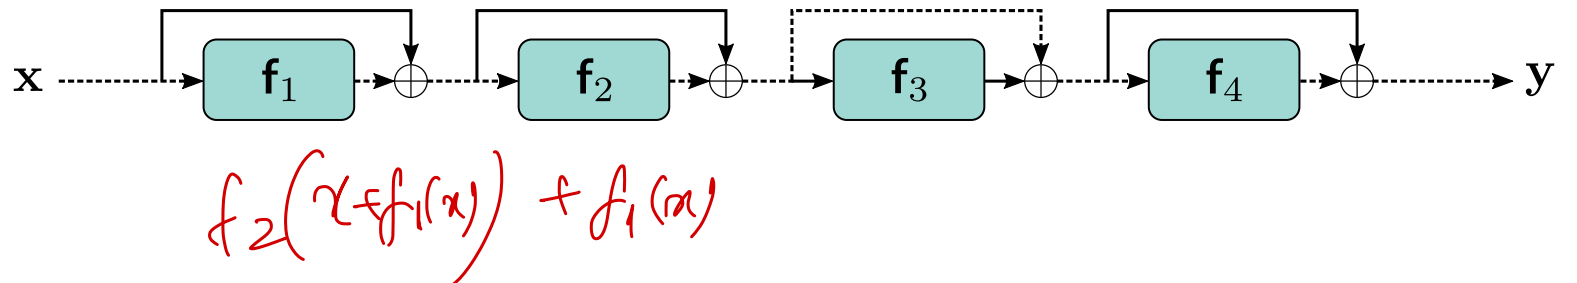 x f₁ f₂ f₃ f₄ y
f₂(x+f₁(x)) + f₁(x)